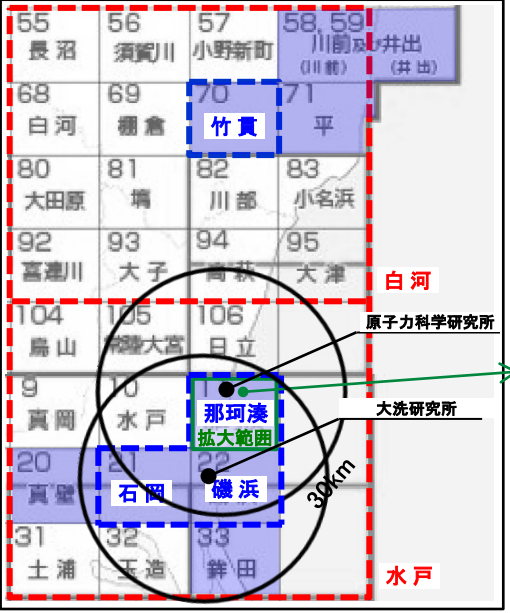 55 56 57 58, 59
長沼 須賀川 小野新町 川前及び井出
(川前) (井出)
68 69 70 71
白河 棚倉 竹貫 平
80 81 82 83
大田原 塙 川部 小名浜
92 93 94 95
喜連川 大子 高萩 大津
白河
104 105 106
烏山 常陸大宮 日立
原子力科学研究所
9 10
真岡 水戸 那珂湊
大洗研究所
拡大範囲
20 21 22
真壁 石岡 磯浜
30km
31 32 33
土浦 玉造 鉾田
水戸